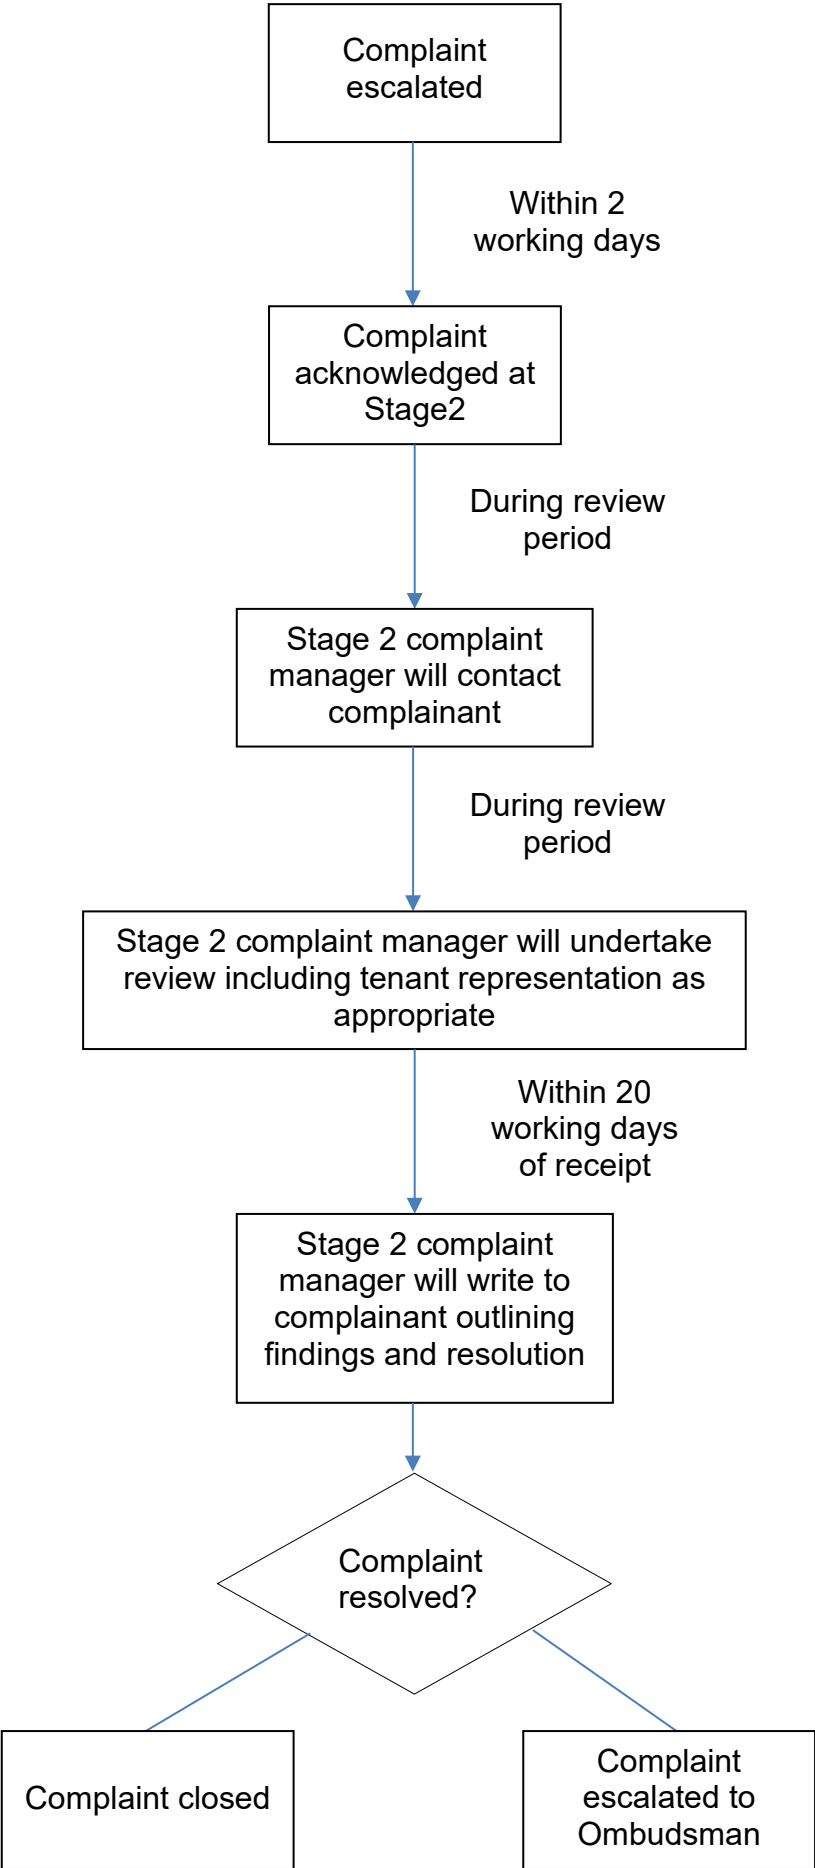 Complaint
escalated
Within 2
working days
Complaint
acknowledged at
Stage2
During review
period
Stage 2 complaint
manager will contact
complainant
During review
period
Stage 2 complaint manager will undertake
review including tenant representation as
appropriate
Within 20
working days
of receipt
Stage 2 complaint
manager will write to
complainant outlining
findings and resolution
Complaint
resolved?
Complaint closed
Complaint
escalated to
Ombudsman